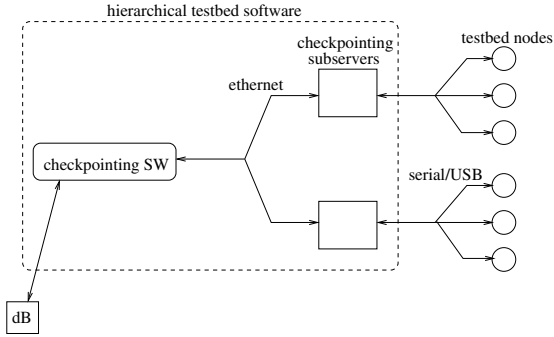 hierarchical testbed software
checkpointing
subservers
testbed nodes
ethernet
checkpointing SW
serial/USB
dB